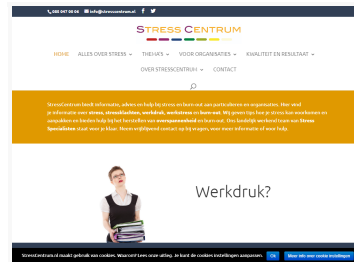 085 047 00 06 info@stresscentrum.nl
STRESS CENTRUM
HOME ALLES OVER STRESS THEMA'S VOOR ORGANISATIES KWALITEIT EN RESULTAAT
OVER STRESSCENTRUM CONTACT
StressCentrum biedt informatie, advies en hulp bij stress en burn-out aan particulieren en organisaties. Hier vind
je informatie over stress, stressklachten, werkdruk, werkstress en burn-out. Wij geven tips hoe je stress kan voorkomen en
aanpakken en bieden hulp bij het herstellen van overspannenheid en burn-out. Ons landelijk werkend team van Stress
Specialisten staat voor je klaar. Neem vrijblijvend contact op bij vragen, voor meer informatie of voor hulp.
Werkdruk?
StressCentrum.nl maakt gebruik van cookies. Waarom? Lees onze uitleg. Je kunt de cookies instellingen aanpassen. Ok Meer info over cookie instellingen